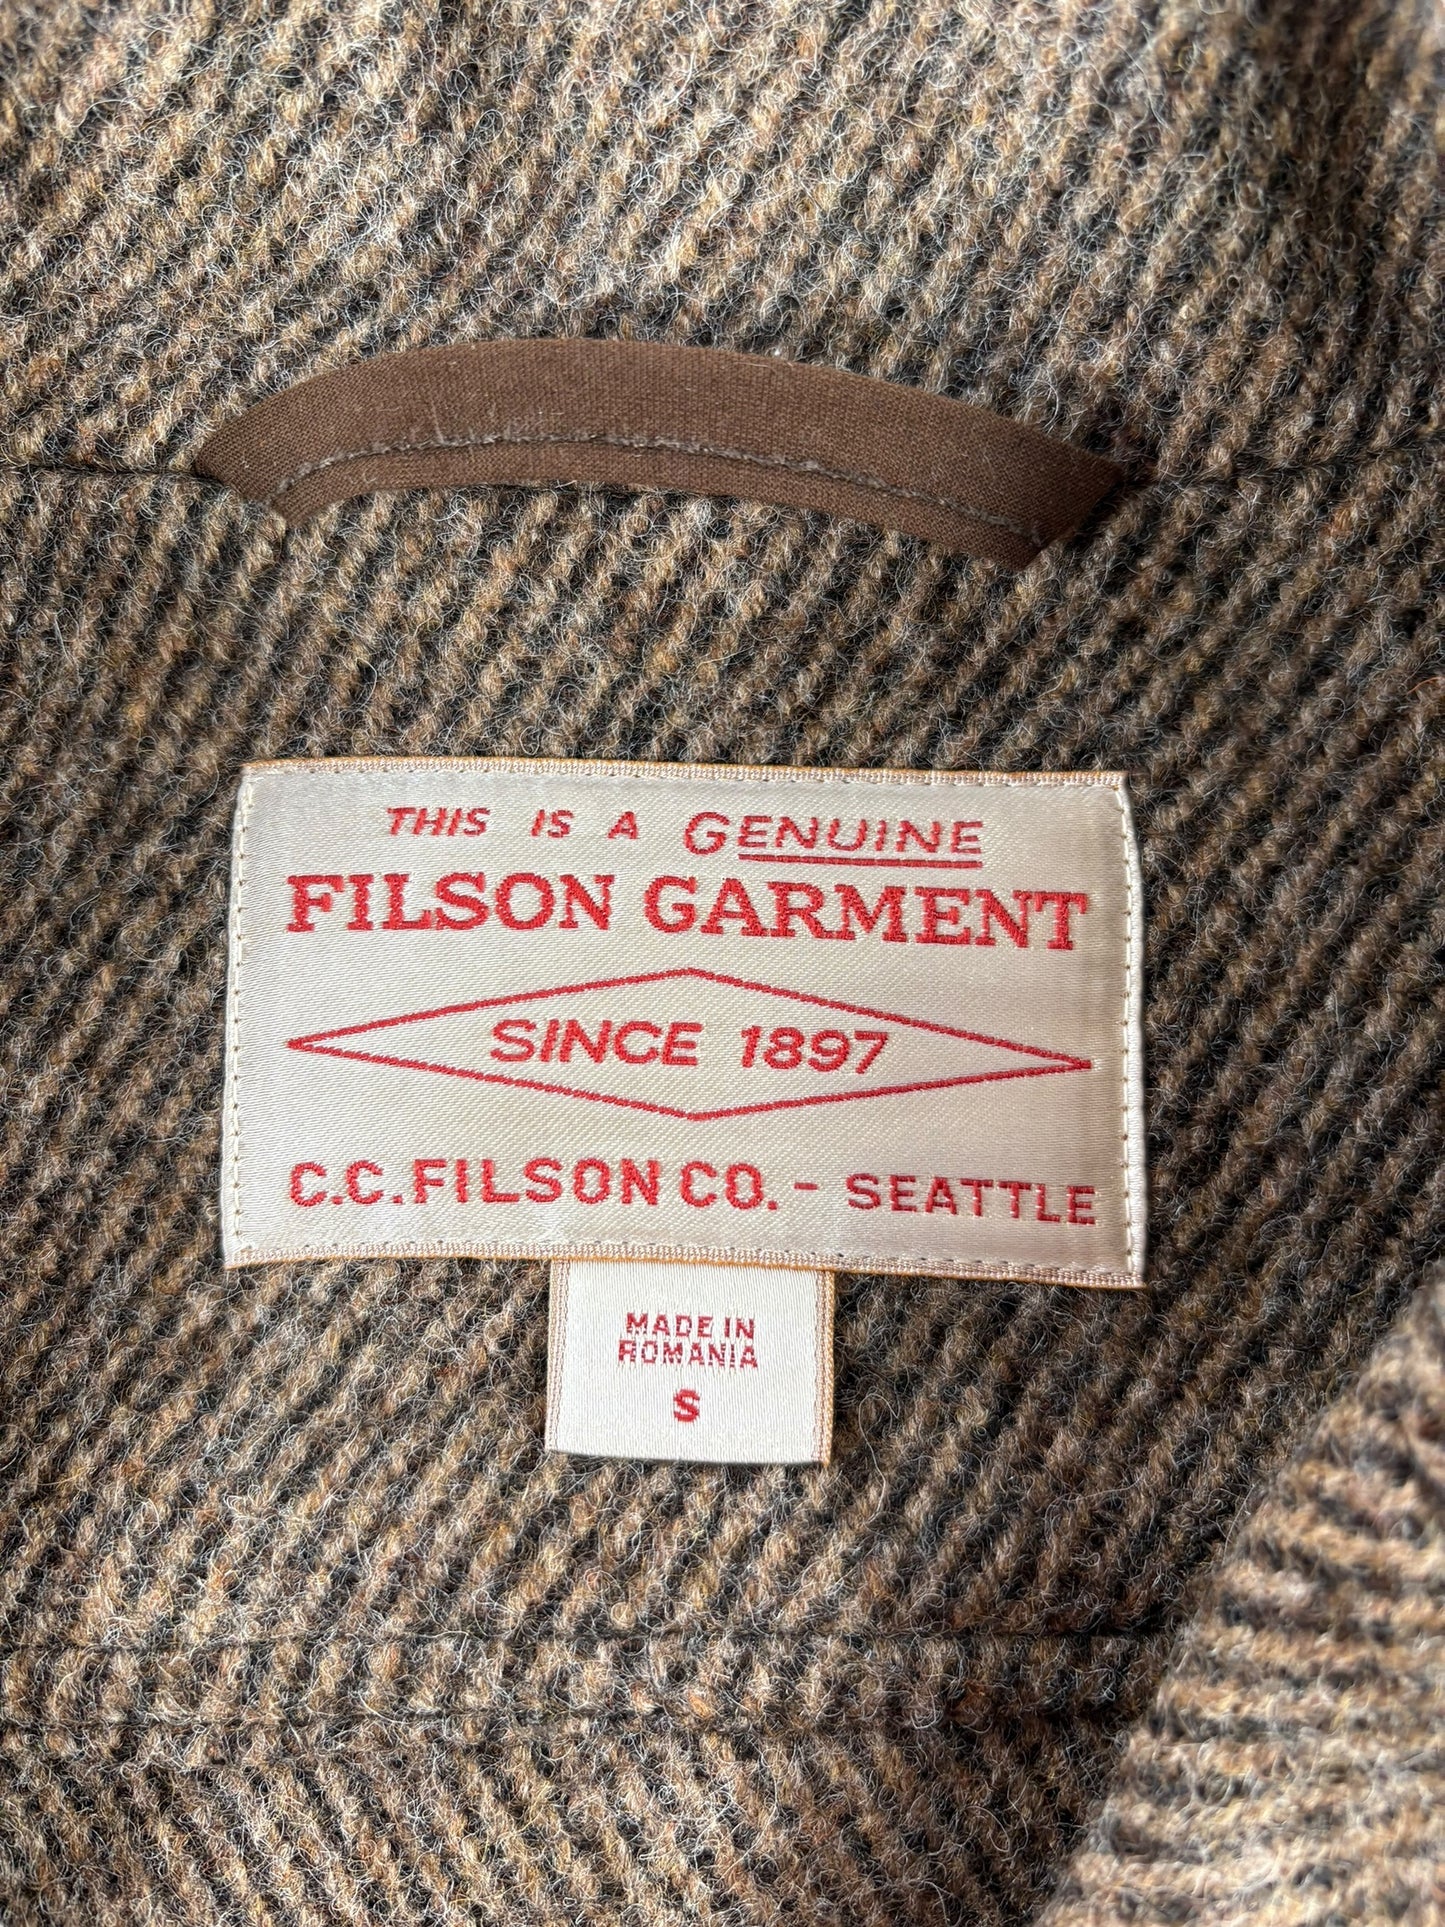 THIS IS A GENUINE
FILSON GARMENT
SINCE 1897
C.C. FILSON CO. - SEATTLE
MADE IN
ROMANIA
S